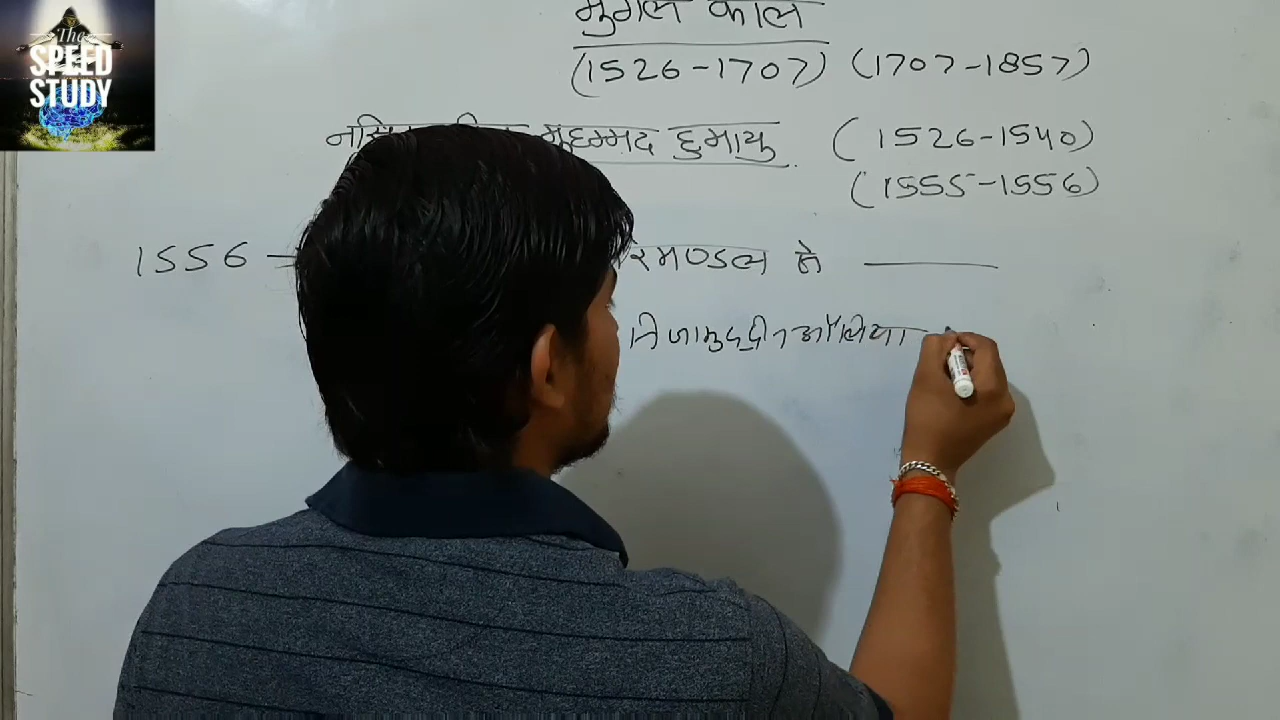 The
SPEED
STUDY
मुगल काल
(1526-1707) (1707-1857)
मुहम्मद हुमायु (1526-1540)
(1555-1556)
1556 - रमण्डल से
निजामुद्दीन औलिया